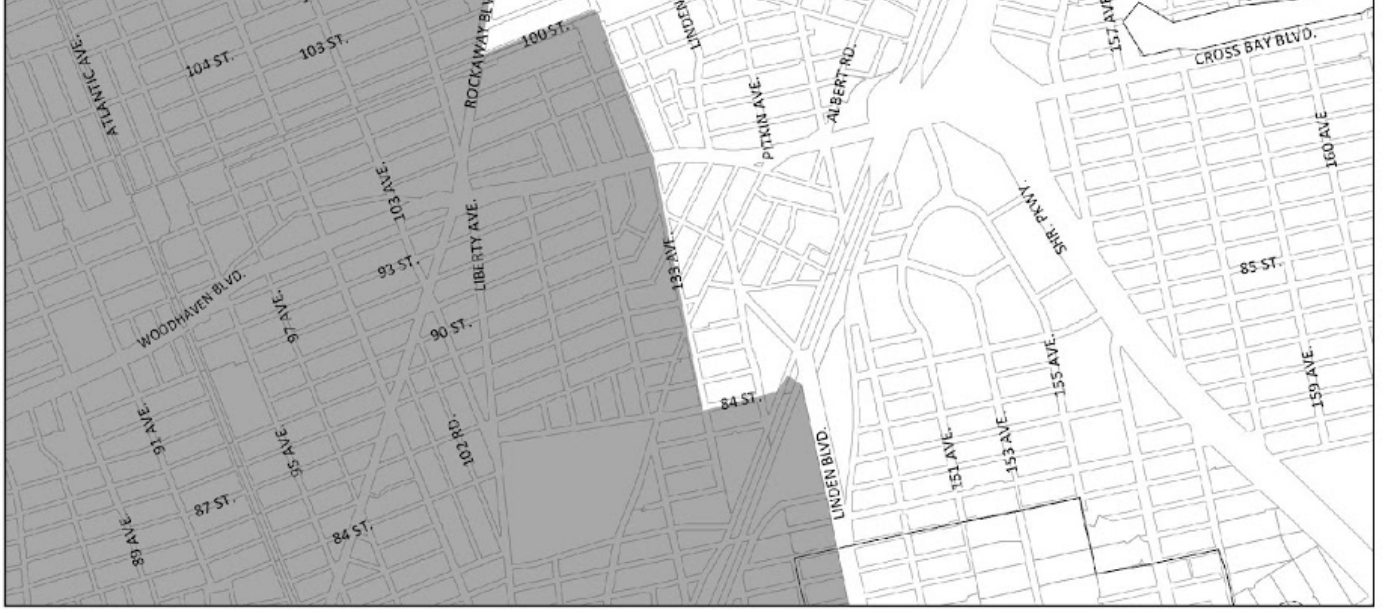 ATLANTIC AVE.
104 ST.
103 ST.
ROCKAWAY BLV
100 ST.
LINDEN
PITKIN AVE.
ALBERT RD.
157 AVE
CROSS BAY BLVD.
160 AVE
103 AVE.
LIBERTY AVE.
93 ST.
133 AVE.
SHR. PKWY.
85 ST.
WOODHAVEN BLVD.
97 AVE.
90 ST.
155 AVE.
159 AVE.
84 ST.
91 AVE.
95 AVE
102 RD.
LINDEN BLVD.
151 AVE.
153 AVE.
87 ST.
84 ST.
89 AVE.